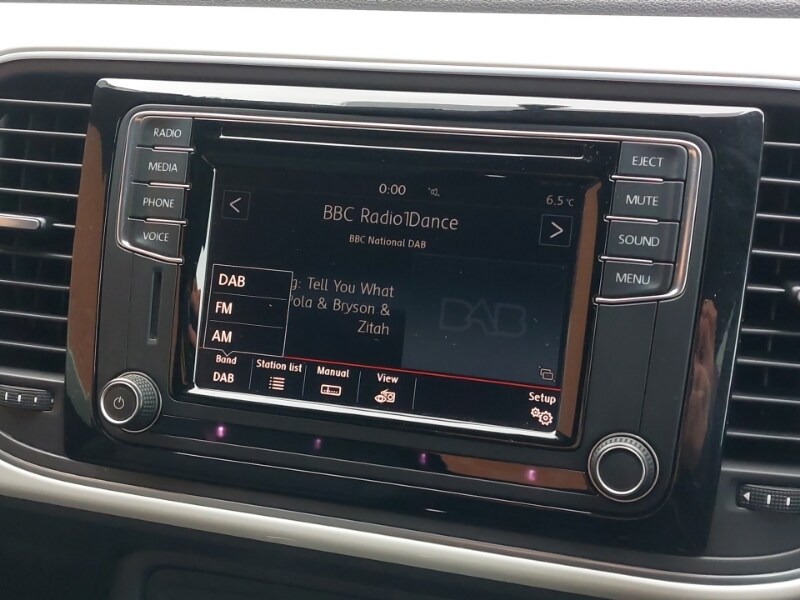 RADIO
MEDIA
PHONE
VOICE
EJECT
MUTE
SOUND
MENU
0:00
6.5°C
BBC Radio1Dance
BBC National DAB
g: Tell You What
ola & Bryson &
Zitah
DAB
DAB
FM
AM
Band
DAB
Station list
Manual
View
Setup